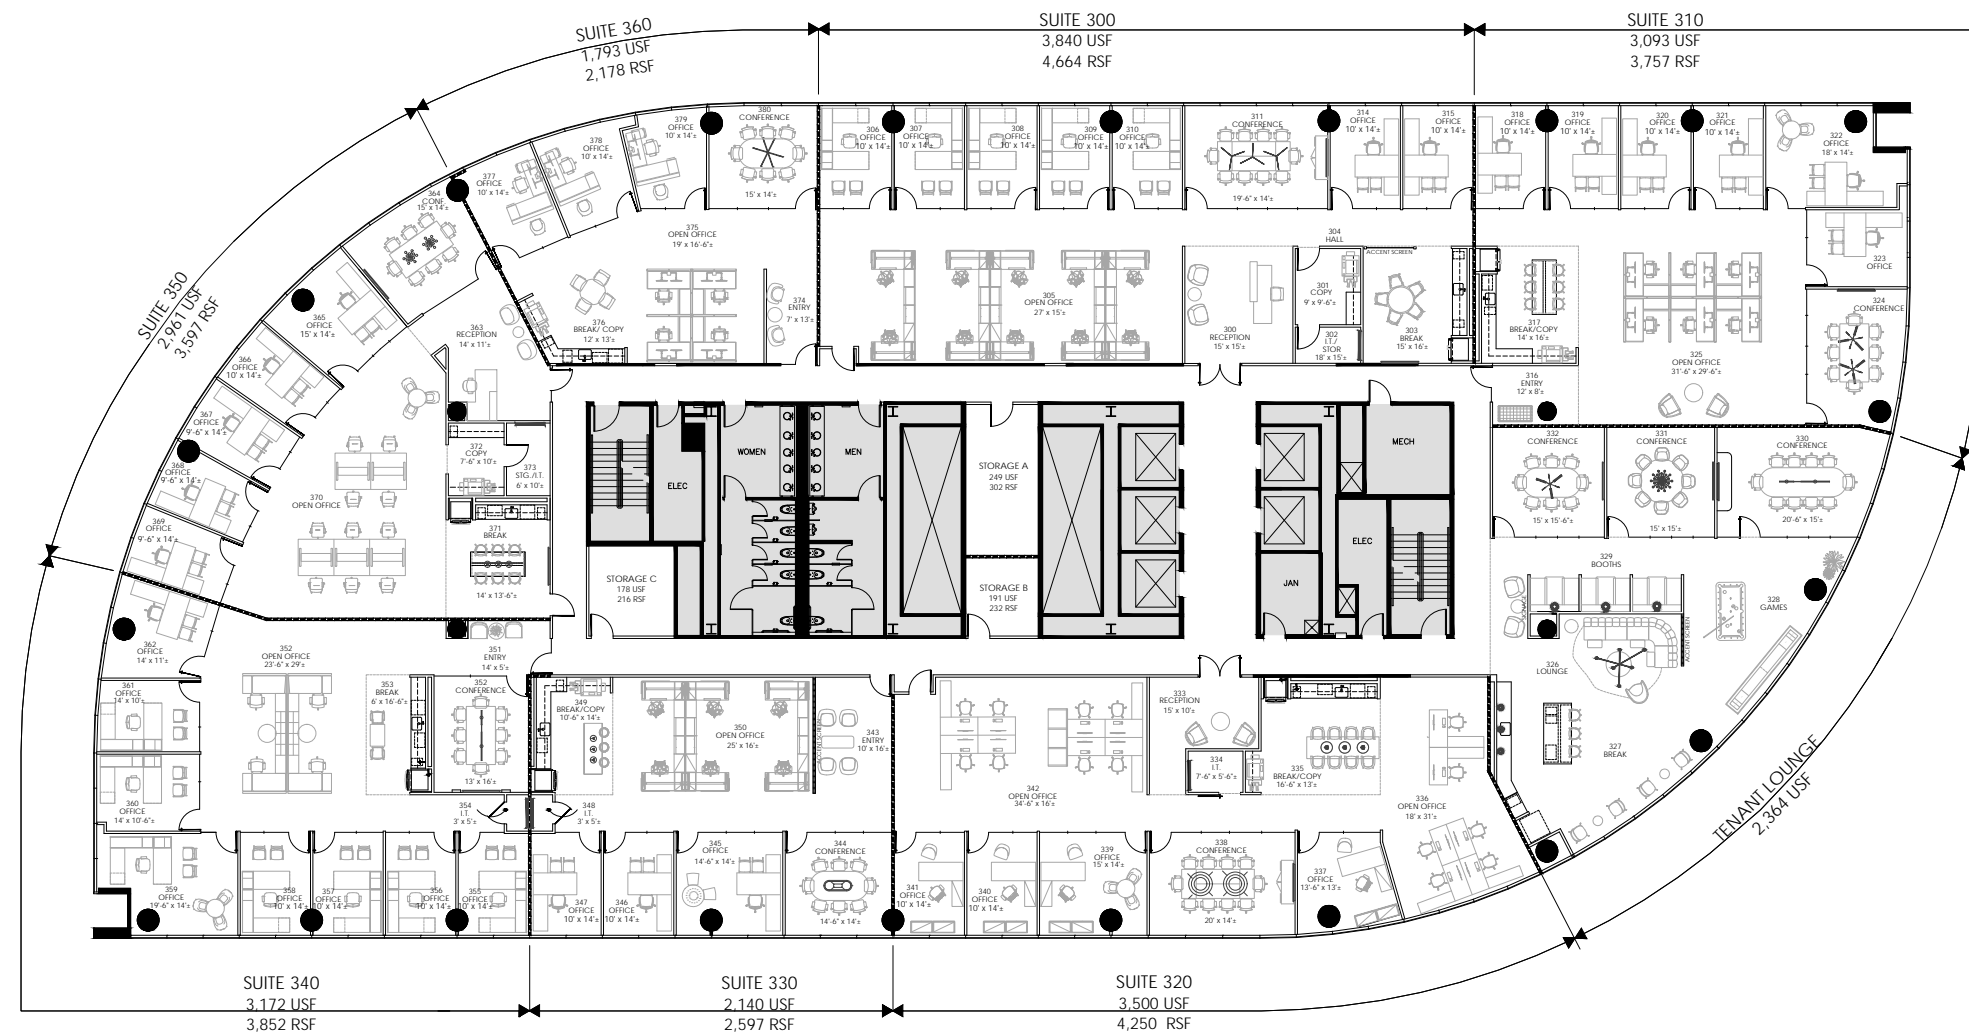 SUITE 360
1,793 USF
2,178 RSF
SUITE 300
3,840 USF
4,664 RSF
SUITE 310
3,093 USF
3,757 RSF
SUITE 350
2,961 USF
3,597 RSF
380
CONFERENCE
15' x 14'±
379
OFFICE
10' x 14'±
378
OFFICE
10' x 14'±
377
OFFICE
10' x 14'±
364
CONF.
15' x 14'±
375
OPEN OFFICE
19' x 16'-6"±
374
ENTRY
7' x 13'±
376
BREAK/ COPY
12' x 13'±
306
OFFICE
10' x 14'±
307
OFFICE
10' x 14'±
308
OFFICE
10' x 14'±
309
OFFICE
10' x 14'±
310
OFFICE
10' x 14'±
311
CONFERENCE
19'-6" x 14'±
314
OFFICE
10' x 14'±
315
OFFICE
10' x 14'±
304
HALL
ACCENT SCREEN
305
OPEN OFFICE
27' x 15'±
300
RECEPTION
15' x 15'±
301
COPY
9' x 9'-6"±
302
I.T./
STOR
18' x 15'±
303
BREAK
15' x 16'±
318
OFFICE
10' x 14'±
319
OFFICE
10' x 14'±
320
OFFICE
10' x 14'±
321
OFFICE
10' x 14'±
322
OFFICE
18' x 14'±
323
OFFICE
324
CONFERENCE
317
BREAK/COPY
14' x 16'±
325
OPEN OFFICE
31'-6" x 29'-6"±
316
ENTRY
12' x 8'±
365
OFFICE
15' x 14'±
363
RECEPTION
14' x 11'±
366
OFFICE
10' x 14'±
367
OFFICE
9'-6" x 14'±
368
OFFICE
9'-6" x 14'±
369
OFFICE
9'-6" x 14'±
370
OPEN OFFICE
372
COPY
7'-6" x 10'±
373
STG./I.T.
6' x 10'±
371
BREAK
14' x 13'-6"±
WOMEN
MEN
ELEC
STORAGE C
178 USF
216 RSF
STORAGE A
249 USF
302 RSF
STORAGE B
191 USF
232 RSF
MECH
ELEC
JAN
332
CONFERENCE
15' x 15'-6"±
331
CONFERENCE
15' x 15'±
330
CONFERENCE
20'-6" x 15'±
329
BOOTHS
328
GAMES
ACCENT SCREEN
326
LOUNGE
327
BREAK
TENANT LOUNGE
2,364 USF
362
OFFICE
14' x 11'±
352
OPEN OFFICE
23'-6" x 29'±
351
ENTRY
14' x 5'±
361
OFFICE
14' x 10'±
353
BREAK
6' x 16'-6"±
352
CONFERENCE
13' x 16'±
360
OFFICE
14' x 10'-6"±
354
I.T.
3' x 5'±
348
I.T.
3' x 5'±
349
BREAK/COPY
10'-6" x 14'±
350
OPEN OFFICE
25' x 16'±
ACCENT SCREEN
343
ENTRY
10' x 16'±
342
OPEN OFFICE
34'-6" x 16'±
333
RECEPTION
15' x 10'±
334
I.T.
7'-6" x 5'-6"±
335
BREAK/COPY
16'-6" x 13'±
336
OPEN OFFICE
18' x 31'±
359
OFFICE
19'-6" x 14'±
358
OFFICE
10' x 14'±
357
OFFICE
10' x 14'±
356
OFFICE
10' x 14'±
355
OFFICE
10' x 14'±
347
OFFICE
10' x 14'±
346
OFFICE
10' x 14'±
345
OFFICE
14'-6" x 14'±
344
CONFERENCE
14'-6" x 14'±
341
OFFICE
10' x 14'±
340
OFFICE
10' x 14'±
339
OFFICE
15' x 14'±
338
CONFERENCE
20' x 14'±
337
OFFICE
13'-6" x 13'±
SUITE 340
3,172 USF
3,852 RSF
SUITE 330
2,140 USF
2,597 RSF
SUITE 320
3,500 USF
4,250 RSF